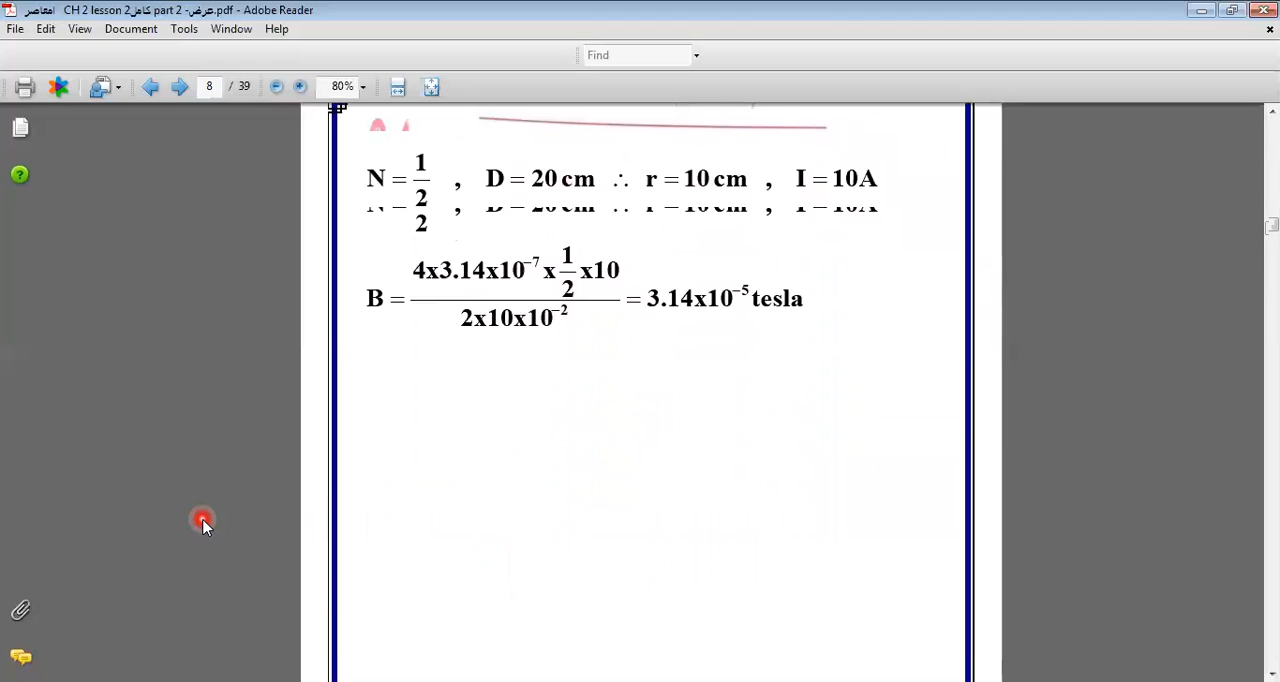 امتعاصر CH 2 lesson 2كامل part 2 -عرض.pdf - Adobe Reader
File Edit View Document Tools Window Help
Find
8 / 39 80%
N = 1/2 , D = 20 cm ∴ r = 10 cm , I = 10A
2
B = (4x3.14x10⁻⁷ x 1/2 x10) / (2x10x10⁻²) = 3.14x10⁻⁵ tesla